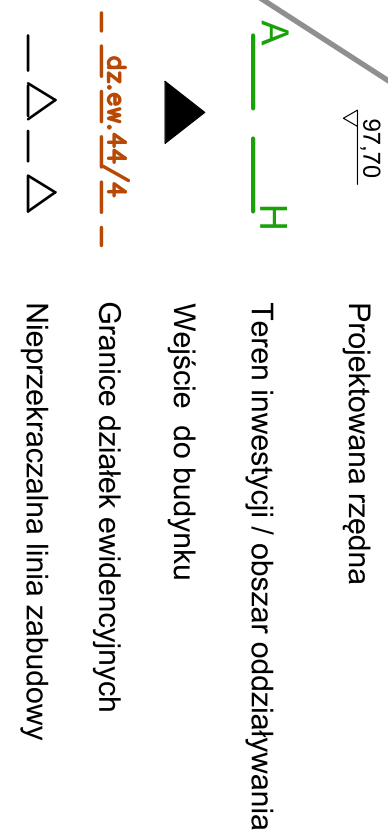 97,70 Projektowana rzędna
A H Teren inwestycji / obszar oddziaływania
Wejście do budynku
dz.ew.44/4 Granice działek ewidencyjnych
Nieprzekraczalna linia zabudowy